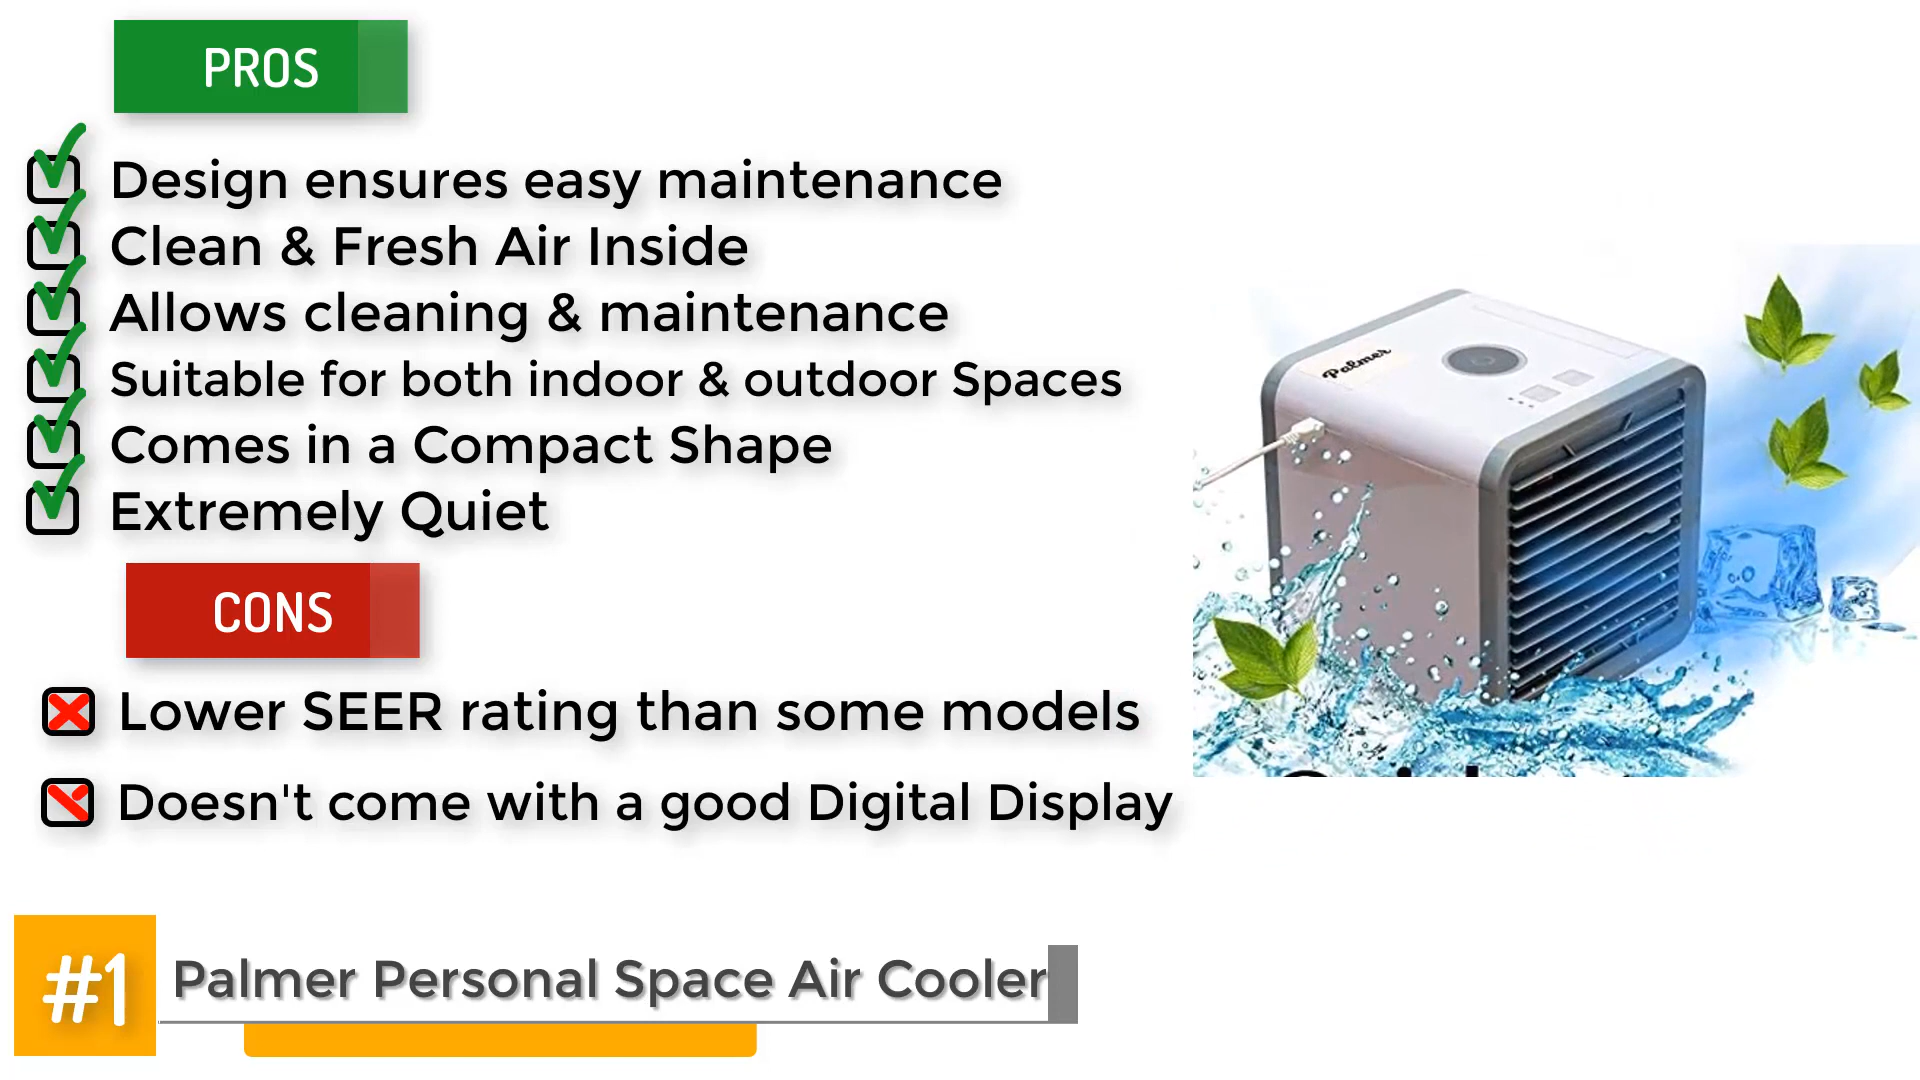 PROS
Design ensures easy maintenance
Clean & Fresh Air Inside
Allows cleaning & maintenance
Suitable for both indoor & outdoor Spaces
Comes in a Compact Shape
Extremely Quiet
Palmer
CONS
Lower SEER rating than some models
Doesn't come with a good Digital Display
#1
Palmer Personal Space Air Cooler